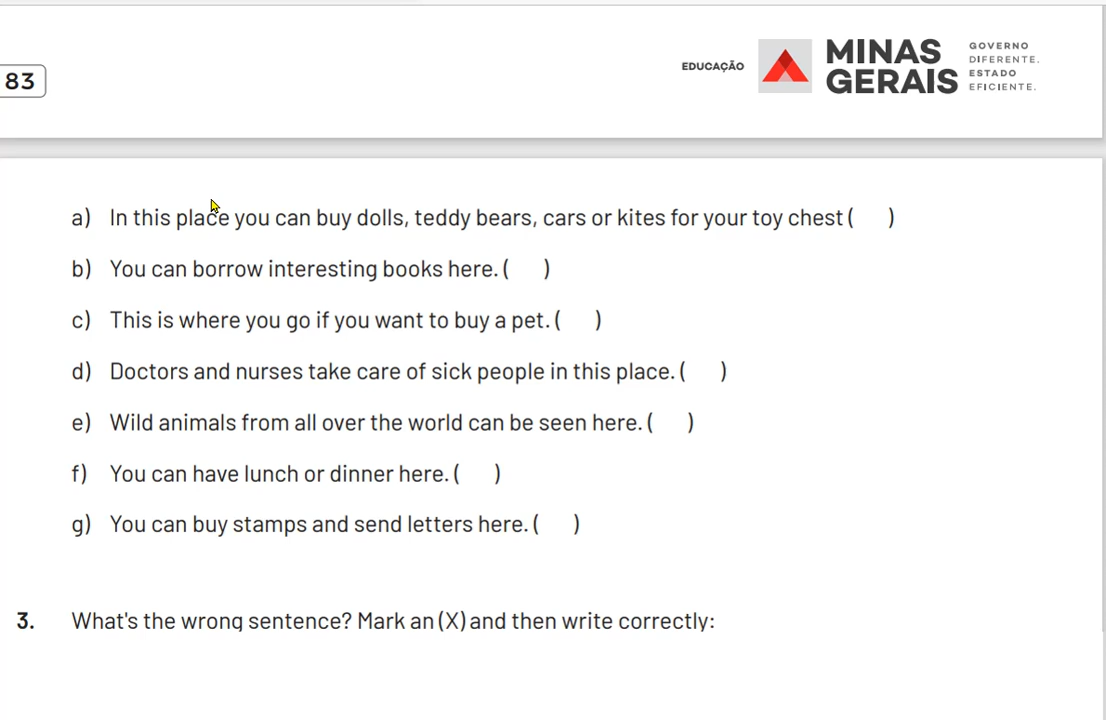 83
EDUCAÇÃO
MINAS
GERAIS
GOVERNO
DIFERENTE.
ESTADO
EFICIENTE.
a) In this place you can buy dolls, teddy bears, cars or kites for your toy chest ( )
b) You can borrow interesting books here. ( )
c) This is where you go if you want to buy a pet. ( )
d) Doctors and nurses take care of sick people in this place. ( )
e) Wild animals from all over the world can be seen here. ( )
f) You can have lunch or dinner here. ( )
g) You can buy stamps and send letters here. ( )
3. What's the wrong sentence? Mark an (X) and then write correctly: